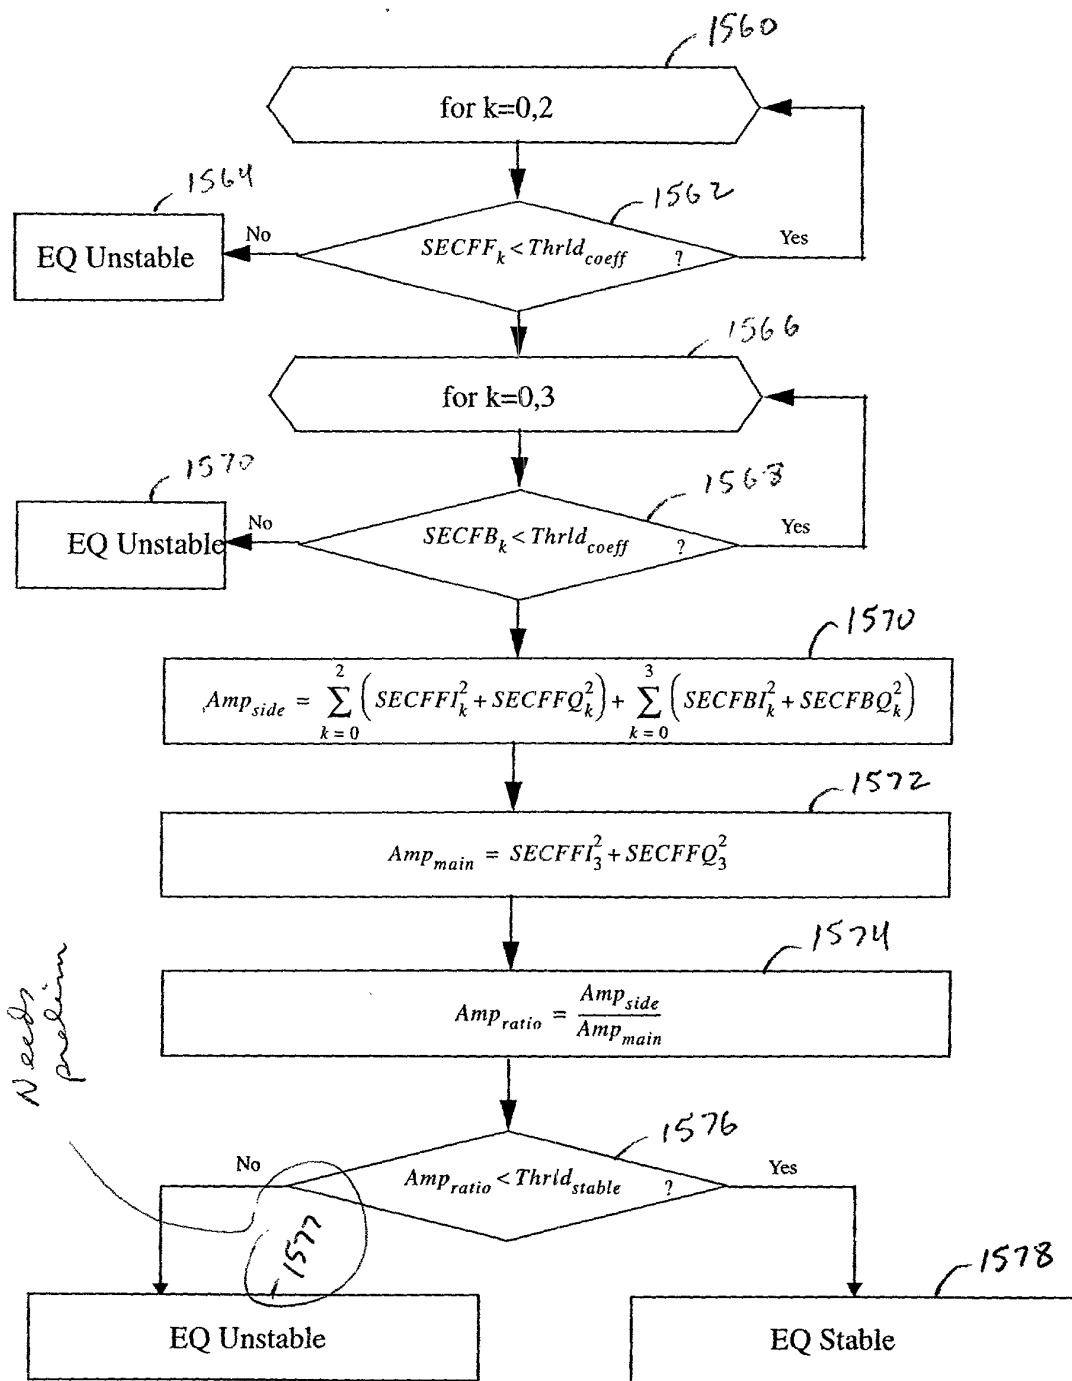 1560
for k=0,2
1564
1562
EQ Unstable
No
SECFF_k < Thrld_coeff ?
Yes
1566
for k=0,3
1570
1568
EQ Unstable
No
SECFB_k < Thrld_coeff ?
Yes
1570
Amp_side = \sum_{k=0}^{2} (SECFFI_k^2 + SECFFQ_k^2) + \sum_{k=0}^{3} (SECFBI_k^2 + SECFBQ_k^2)
1572
Amp_main = SECFFI_3^2 + SECFFQ_3^2
1574
Amp_ratio = Amp_side / Amp_main
Needs
1576
No
Amp_ratio < Thrld_stable ?
Yes
1577
1578
EQ Unstable
EQ Stable